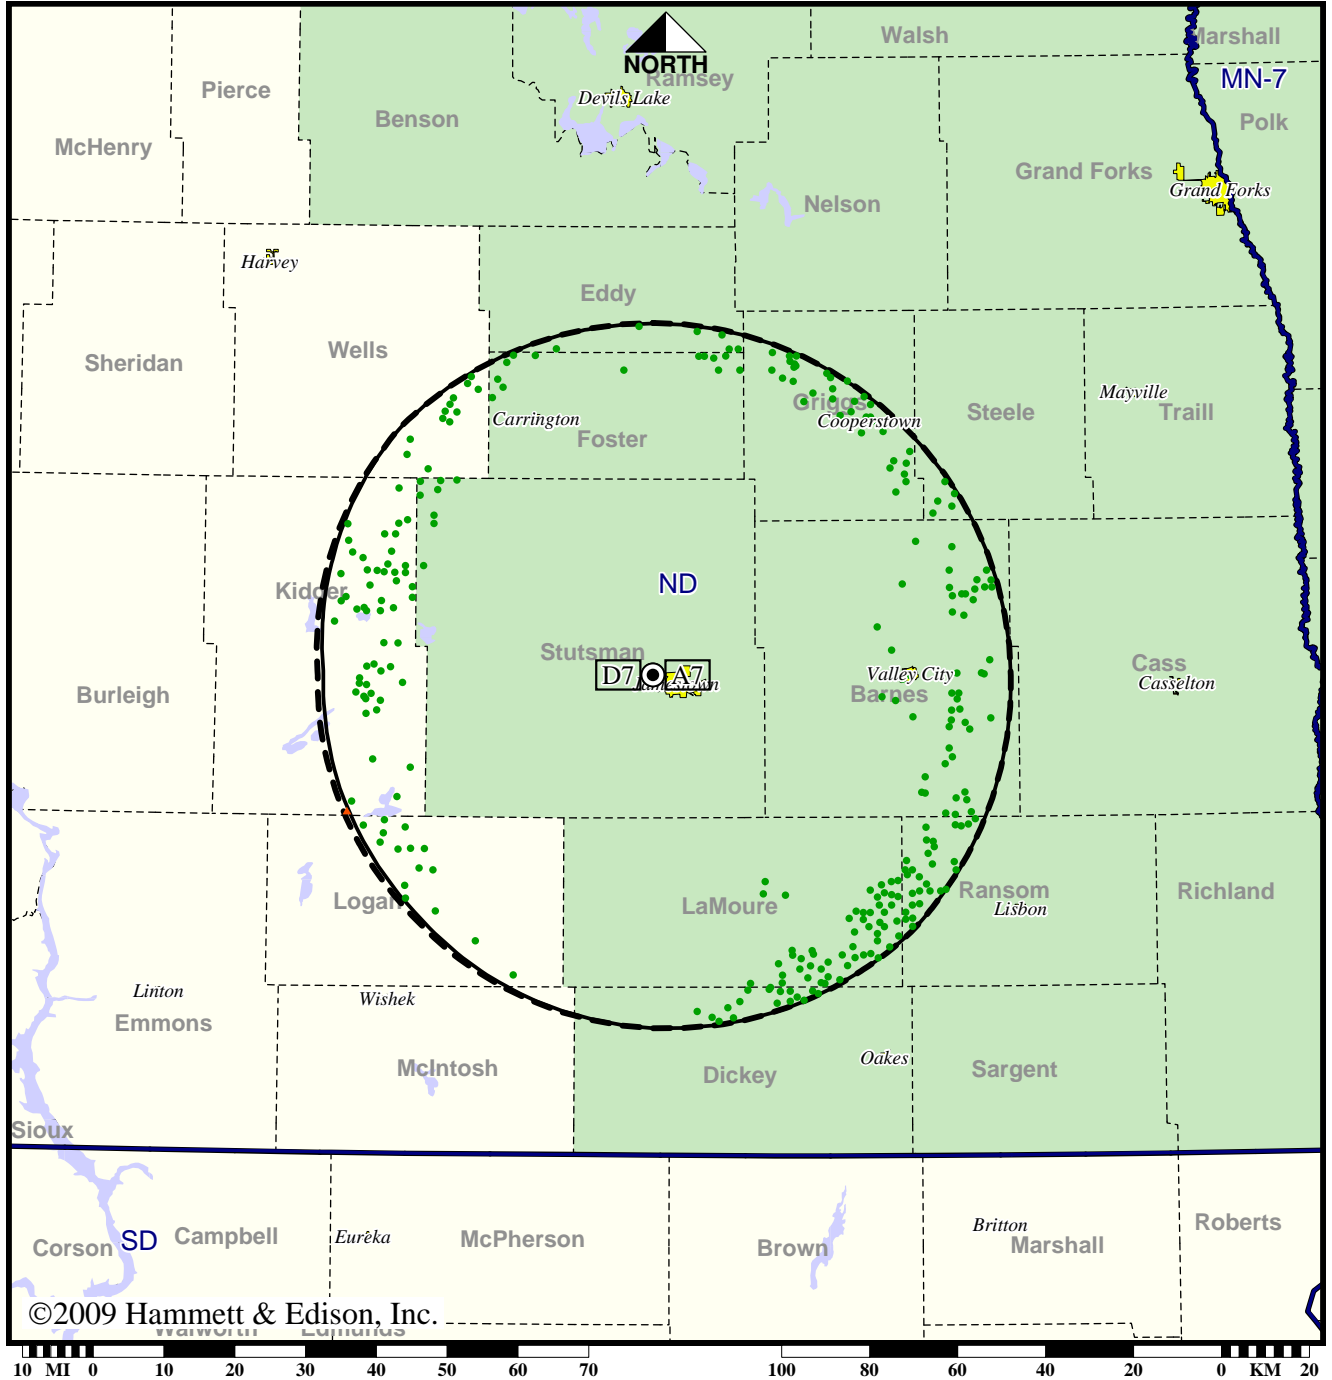 Walsh
Marshall
NORTH
Ramsey
MN-7
Pierce
Devils Lake
Benson
Polk
McHenry
Grand Forks
Grand Forks
Nelson
Harvey
Eddy
Wells
Sheridan
Mayville
Griggs
Steele
Traill
Carrington
Cooperstown
Foster
ND
Kidder
Stutsman
D7
A7
Valley City
Cass
Casselton
Burleigh
Barnes
Logan
LaMoure
Ransom
Lisbon
Richland
Linton
Wishek
Emmons
McIntosh
Oakes
Dickey
Sargent
Sioux
Britton
Roberts
Campbell
Eureka
McPherson
SD
Corson
Brown
Marshall
©2009 Hammett & Edison, Inc.
Walworth
Edmunds
10 MI 0 10 20 30 40 50 60 70 100 80 60 40 20 0 KM 20